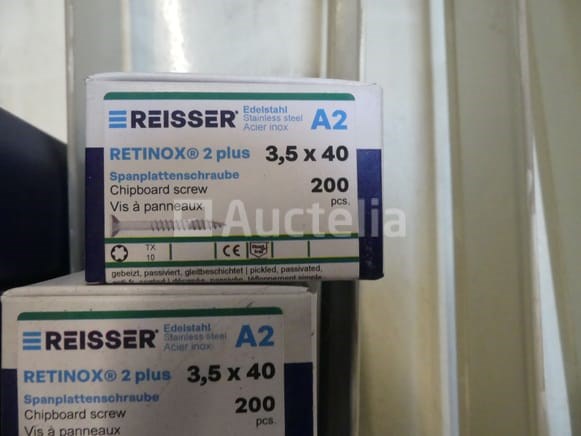 REISSER®
Edelstahl
Stainless steel
Acier inox
A2
RETINOX® 2 plus 3,5 x 40
Spanplattenschraube
Chipboard screw
Vis à panneaux
200
pcs.
Auctelia
TX
10
CE
gebeizt, passiviert, gleitbeschichtet | pickled, passivated,
REISSER®
Edelstahl
Stainless steel
Acier inox
A2
RETINOX® 2 plus 3,5 x 40
Spanplattenschraube
Chipboard screw
Vis à panneaux
200
pcs.